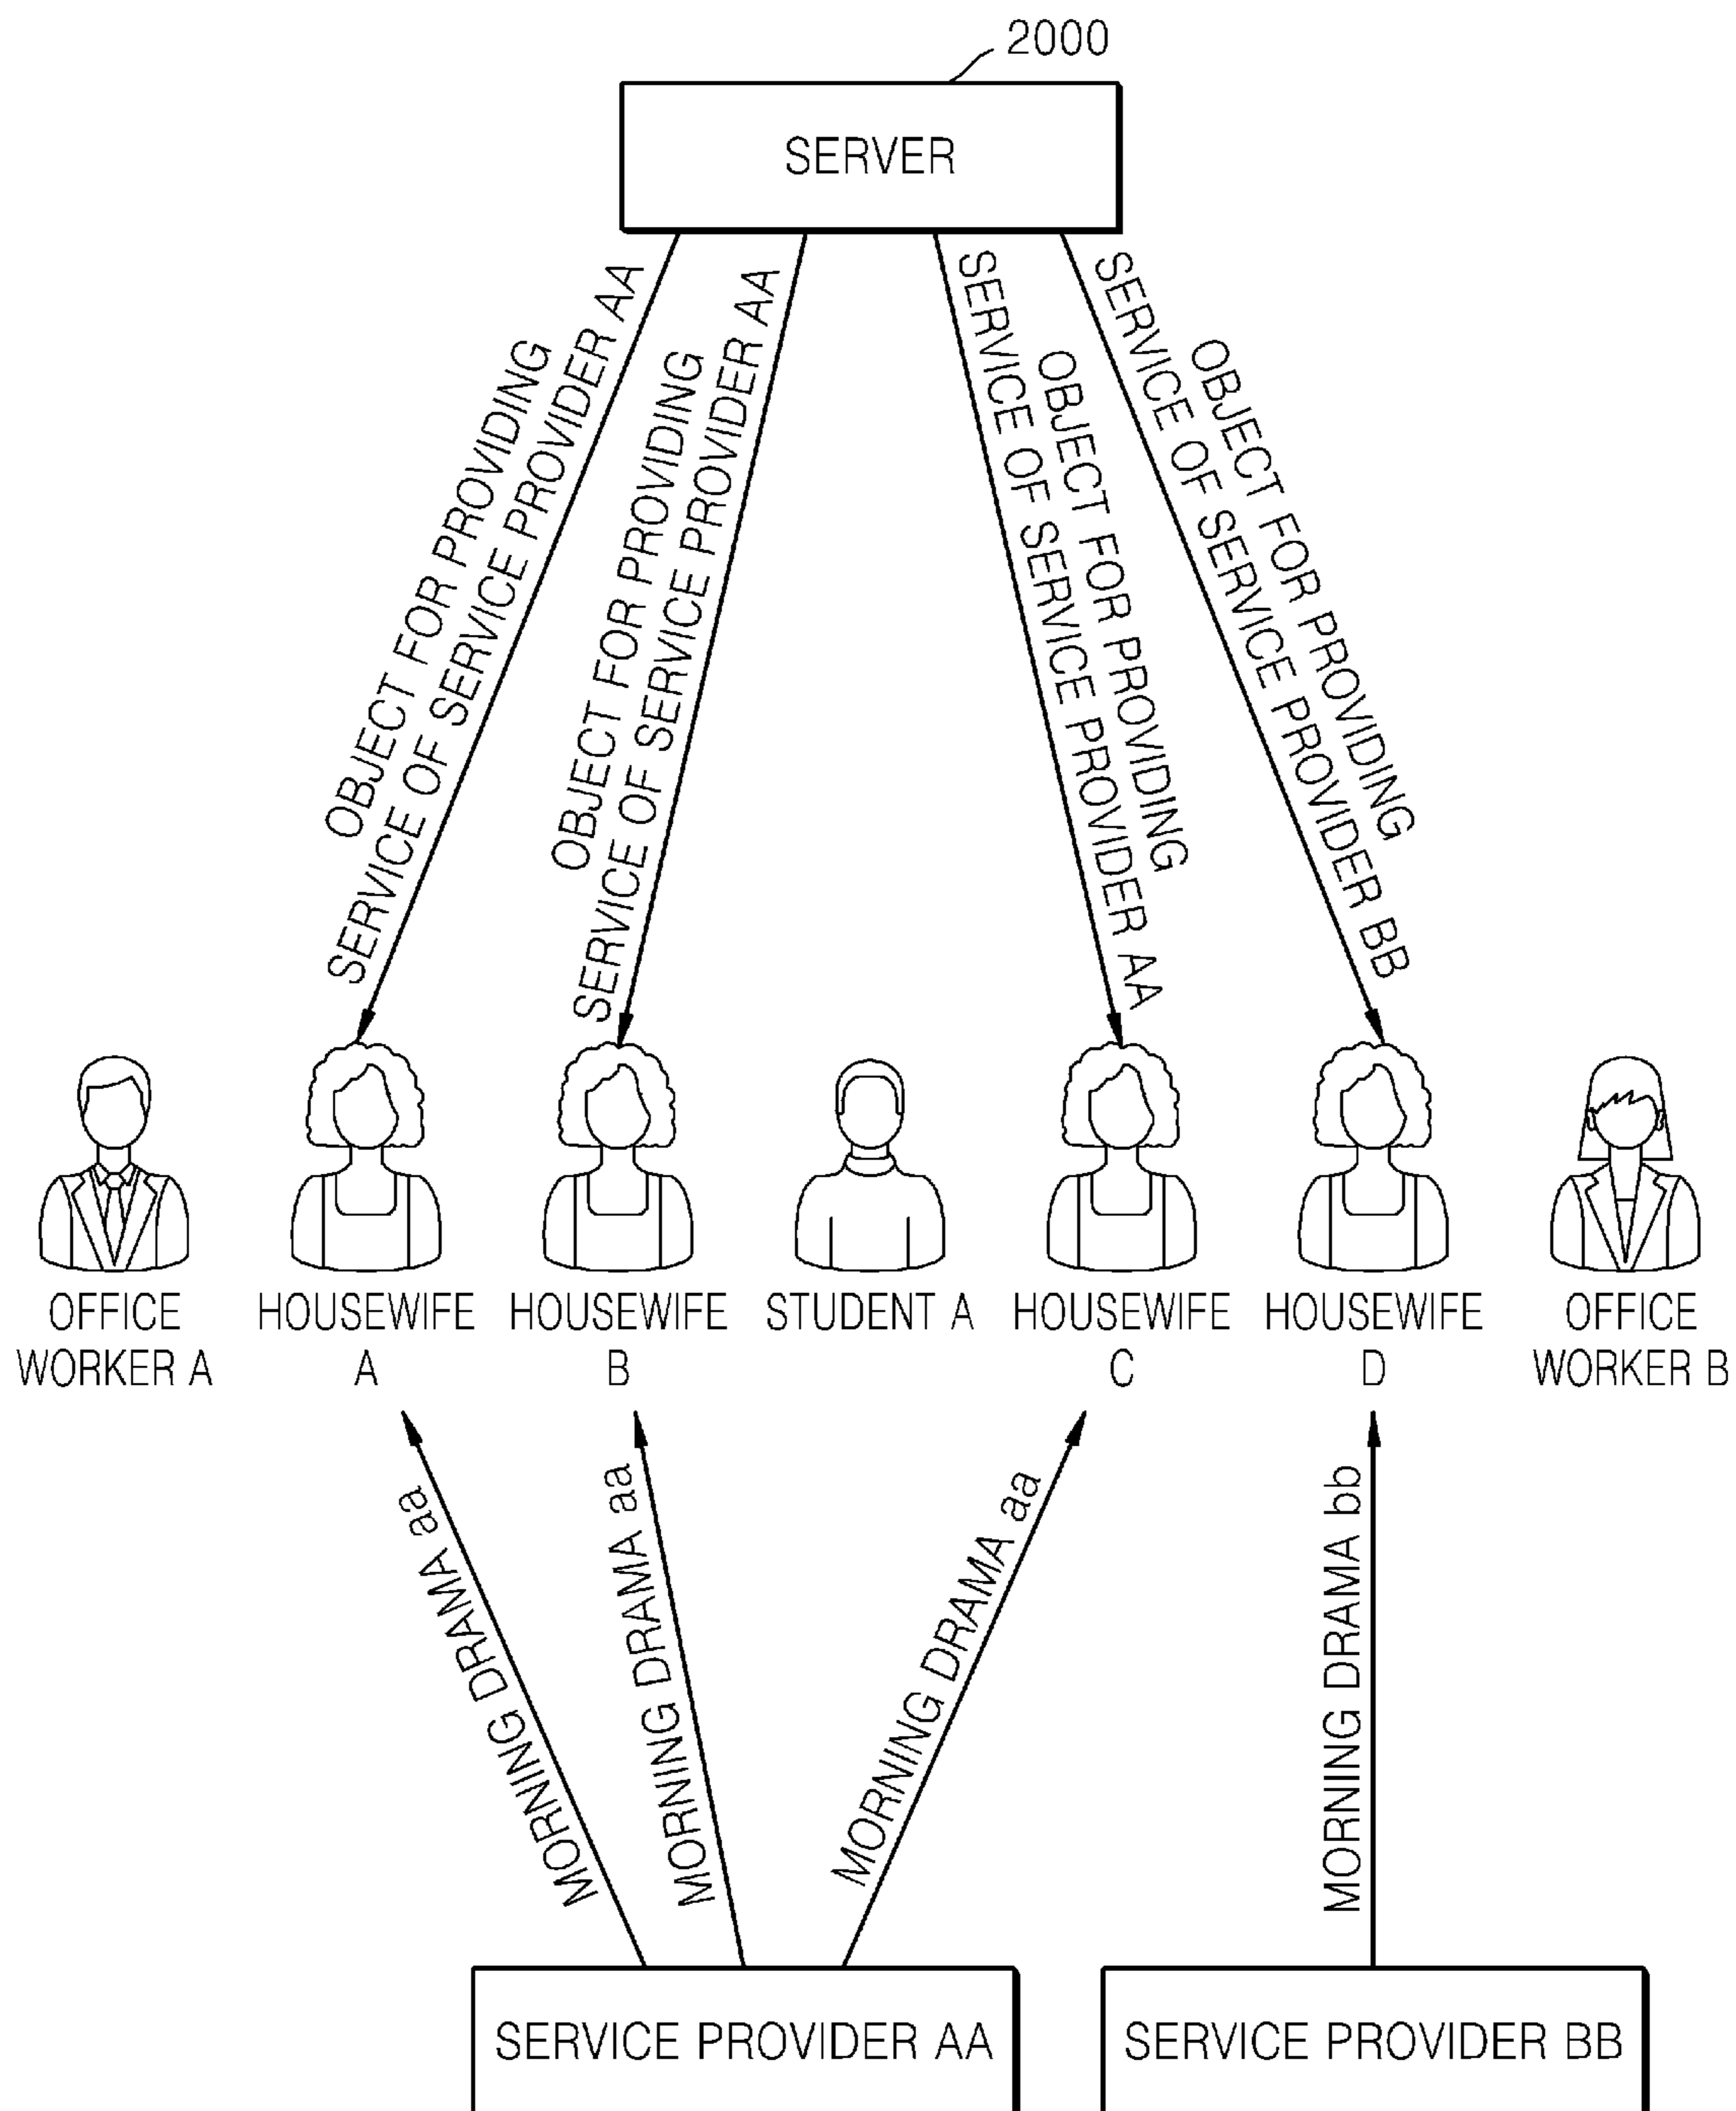 2000
SERVER
OBJECT FOR PROVIDING
SERVICE OF SERVICE PROVIDER AA
OBJECT FOR PROVIDING
SERVICE OF SERVICE PROVIDER AA
OBJECT FOR PROVIDING
SERVICE OF SERVICE PROVIDER AA
OBJECT FOR PROVIDING
SERVICE OF SERVICE PROVIDER BB
OFFICE
WORKER A
HOUSEWIFE
A
HOUSEWIFE
B
STUDENT A
HOUSEWIFE
C
HOUSEWIFE
D
OFFICE
WORKER B
MORNING DRAMA aa
MORNING DRAMA aa
MORNING DRAMA aa
MORNING DRAMA bb
SERVICE PROVIDER AA
SERVICE PROVIDER BB